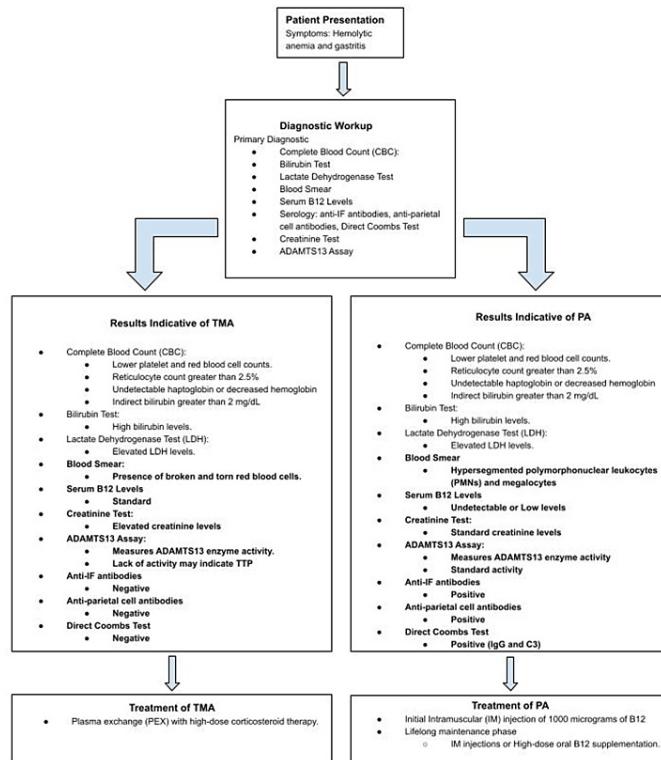 Patient Presentation
Symptoms: Hemolytic
anemia and gastritis
Diagnostic Workup
Primary Diagnostic
● Complete Blood Count (CBC):
● Bilirubin Test
● Lactate Dehydrogenase Test
● Blood Smear
● Serum B12 Levels
● Serology: anti-IF antibodies, anti-parietal
cell antibodies, Direct Coombs Test
● Creatinine Test
● ADAMTS13 Assay
Results Indicative of TMA
● Complete Blood Count (CBC):
● Lower platelet and red blood cell counts.
● Reticulocyte count greater than 2.5%
● Undetectable haptoglobin or decreased hemoglobin
● Indirect bilirubin greater than 2 mg/dL
● Bilirubin Test:
● High bilirubin levels.
● Lactate Dehydrogenase Test (LDH):
● Elevated LDH levels.
● Blood Smear:
● Presence of broken and torn red blood cells.
● Serum B12 Levels
● Standard
● Creatinine Test:
● Elevated creatinine levels
● ADAMTS13 Assay:
● Measures ADAMTS13 enzyme activity.
● Lack of activity may indicate TTP
● Anti-IF antibodies
● Negative
● Anti-parietal cell antibodies
● Negative
● Direct Coombs Test
● Negative
Results Indicative of PA
● Complete Blood Count (CBC):
● Lower platelet and red blood cell counts.
● Reticulocyte count greater than 2.5%
● Undetectable haptoglobin or decreased hemoglobin
● Indirect bilirubin greater than 2 mg/dL
● Bilirubin Test:
● High bilirubin levels.
● Lactate Dehydrogenase Test (LDH):
● Elevated LDH levels.
● Blood Smear
● Hypersegmented polymorphonuclear leukocytes
(PMNs) and megalocytes
● Serum B12 Levels
● Undetectable or Low levels
● Creatinine Test:
● Standard creatinine levels
● ADAMTS13 Assay:
● Measures ADAMTS13 enzyme activity
● Standard activity
● Anti-IF antibodies
● Positive
● Anti-parietal cell antibodies
● Positive
● Direct Coombs Test
● Positive (IgG and C3)
Treatment of TMA
● Plasma exchange (PEX) with high-dose corticosteroid therapy.
Treatment of PA
● Initial Intramuscular (IM) injection of 1000 micrograms of B12
● Lifelong maintenance phase
○ IM injections or High-dose oral B12 supplementation.